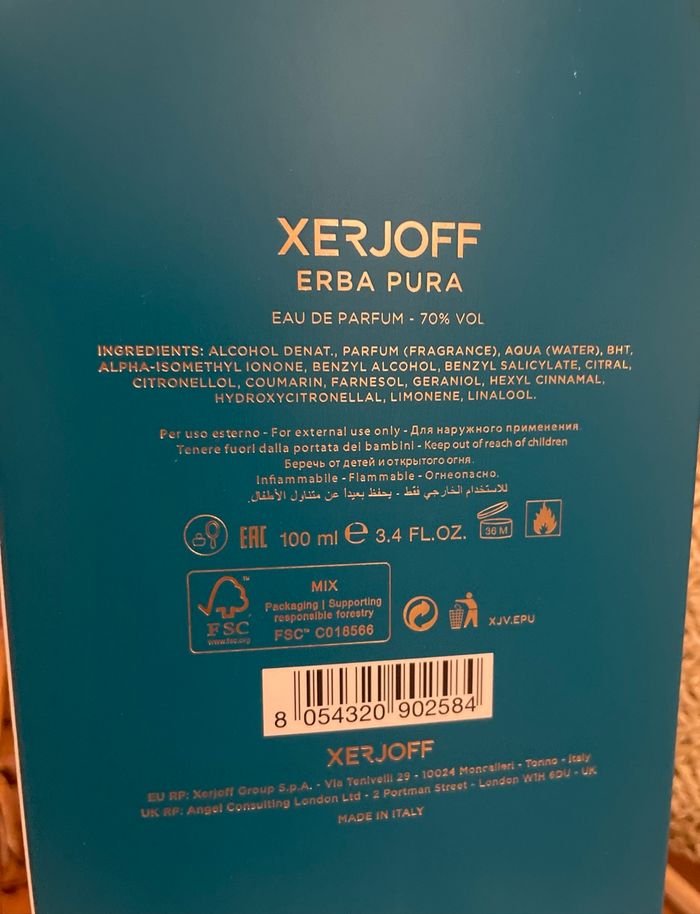 XERJOFF
ERBA PURA
EAU DE PARFUM - 70% VOL
INGREDIENTS: ALCOHOL DENAT., PARFUM (FRAGRANCE), AQUA (WATER), BHT,
ALPHA-ISOMETHYL IONONE, BENZYL ALCOHOL, BENZYL SALICYLATE, CITRAL,
CITRONELLOL, COUMARIN, FARNESOL, GERANIOL, HEXYL CINNAMAL,
HYDROXYCITRONELLAL, LIMONENE, LINALOOL.
Per uso esterno - For external use only - Для наружного применения
Tenere fuori dalla portata dei bambini - Keep out of reach of children
Беречь от детей и открытого огня.
Infiammabile - Flammable - Огнеопасно.
للاستخدام الخارجي فقط - يحفظ بعيداً عن متناول الأطفال.
EAC 100 ml e 3.4 FL.OZ. 36 M
FSC™
www.fsc.org
MIX
Packaging | Supporting
responsible forestry
FSC™ C018566
XJV.EPU
8 054320 902584
XERJOFF
EU RP: Xerjoff Group S.p.A. - Via Tenivelli 29 - 10024 Moncalieri - Torino - Italy
UK RP: Angel Consulting London Ltd - 2 Portman Street - London W1H 6DU - UK
MADE IN ITALY